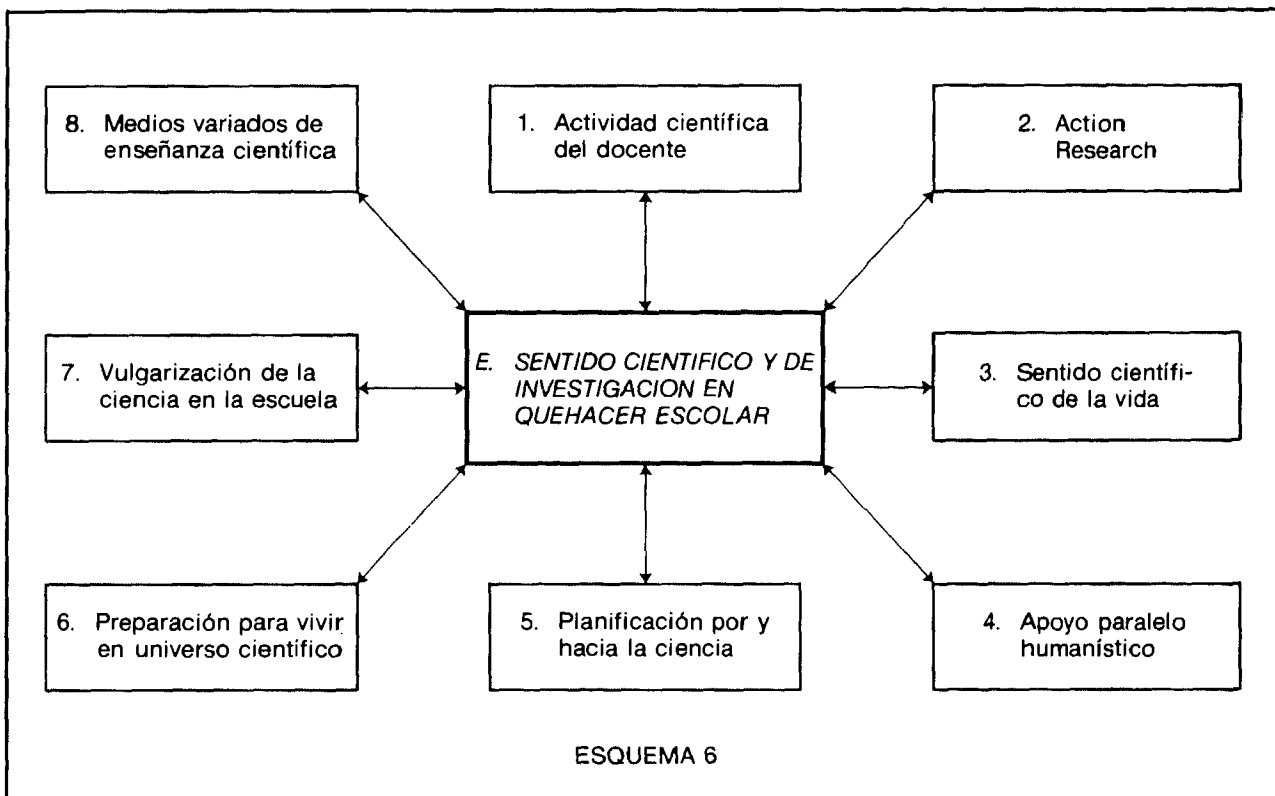 8. Medios variados de
enseñanza científica
1. Actividad científica
del docente
2. Action
Research
7. Vulgarización de la
ciencia en la escuela
E. SENTIDO CIENTIFICO Y DE
INVESTIGACION EN
QUEHACER ESCOLAR
3. Sentido científi-
co de la vida
6. Preparación para vivir
en universo científico
5. Planificación por y
hacia la ciencia
4. Apoyo paralelo
humanístico
ESQUEMA 6